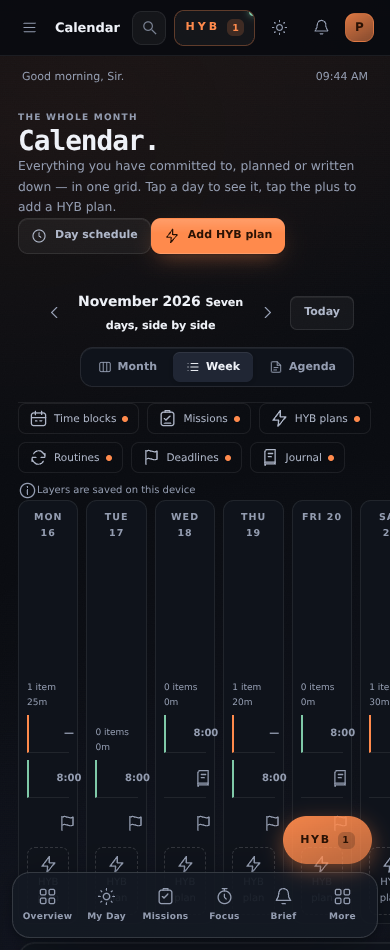 Calendar
HYB 1
P
Good morning, Sir.
09:44 AM
THE WHOLE MONTH
Calendar.
Everything you have committed to, planned or written
down — in one grid. Tap a day to see it, tap the plus to
add a HYB plan.
Day schedule
Add HYB plan
November 2026 Seven
days, side by side
Today
Month
Week
Agenda
Time blocks
Missions
HYB plans
Routines
Deadlines
Journal
Layers are saved on this device
MON
16
TUE
17
WED
18
THU
19
FRI 20
1 item
25m
0 items
0m
0 items
0m
1 item
20m
0 items
0m
1 ite
30m
—
8:00
—
8:00
8:00
8:00
8:00
HYB 1
Overview
My Day
Missions
Focus
Brief
More